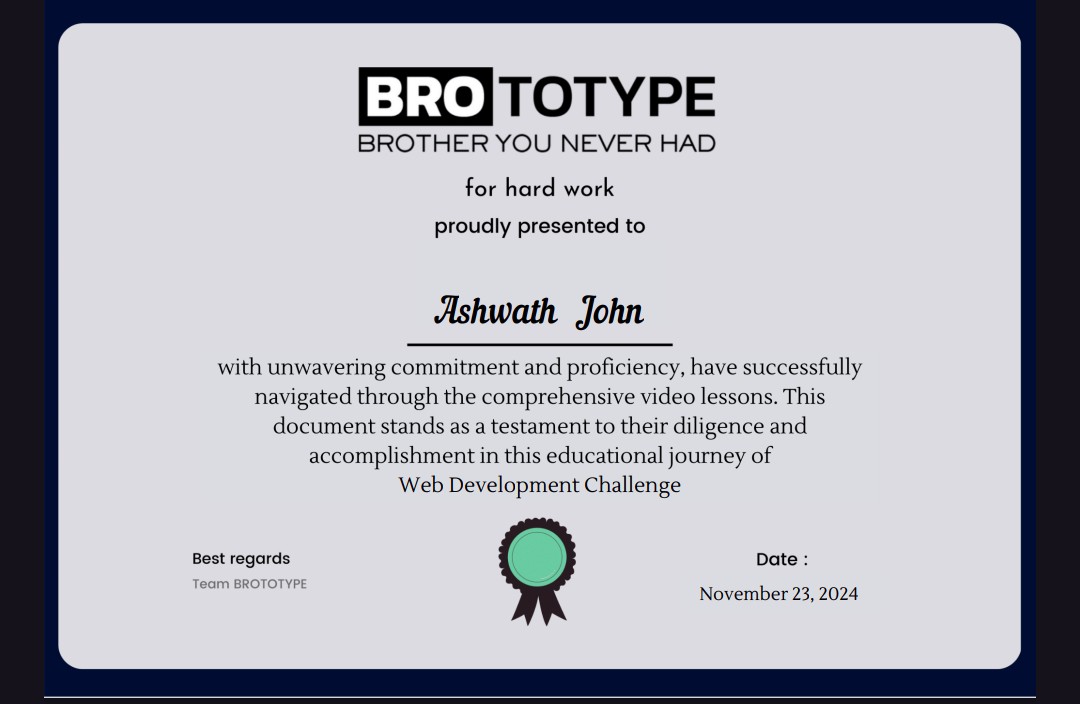 BROTOTYPE
BROTHER YOU NEVER HAD
for hard work
proudly presented to
Ashwath John
with unwavering commitment and proficiency, have successfully
navigated through the comprehensive video lessons. This
document stands as a testament to their diligence and
accomplishment in this educational journey of
Web Development Challenge
Best regards
Team BROTOTYPE
Date :
November 23, 2024